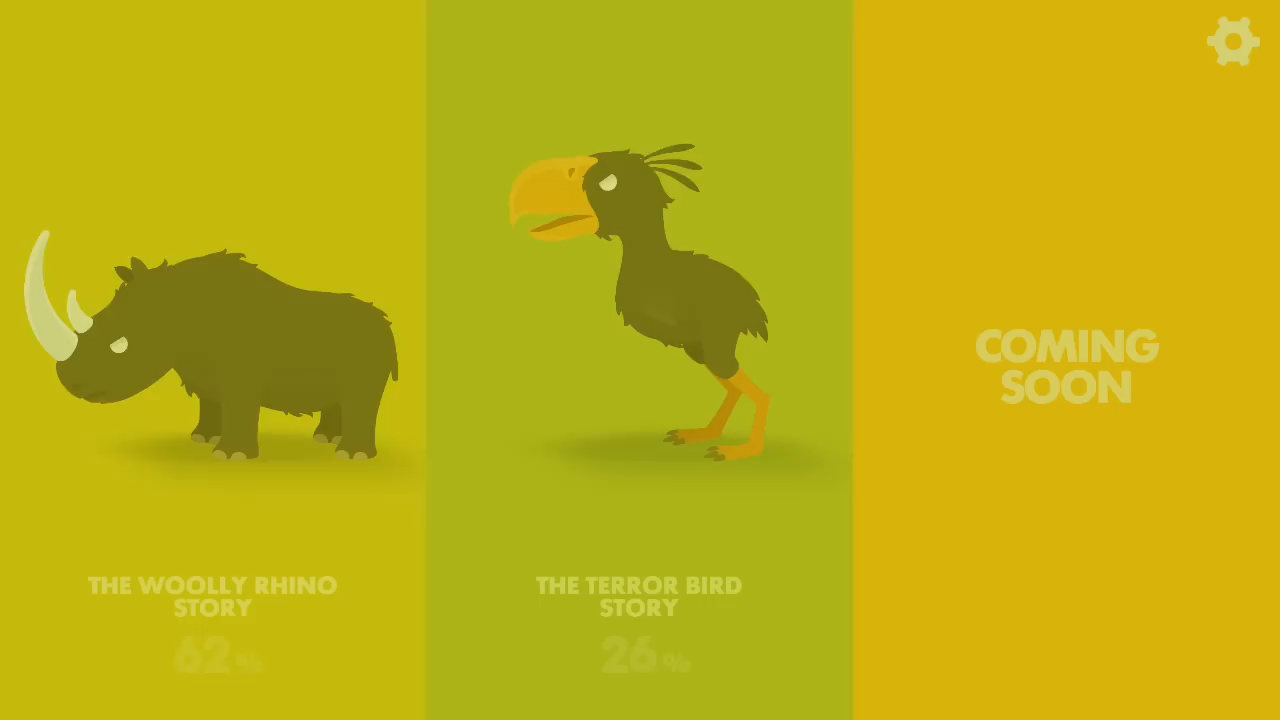 THE WOOLLY RHINO
STORY
62%
THE TERROR BIRD
STORY
26%
COMING
SOON